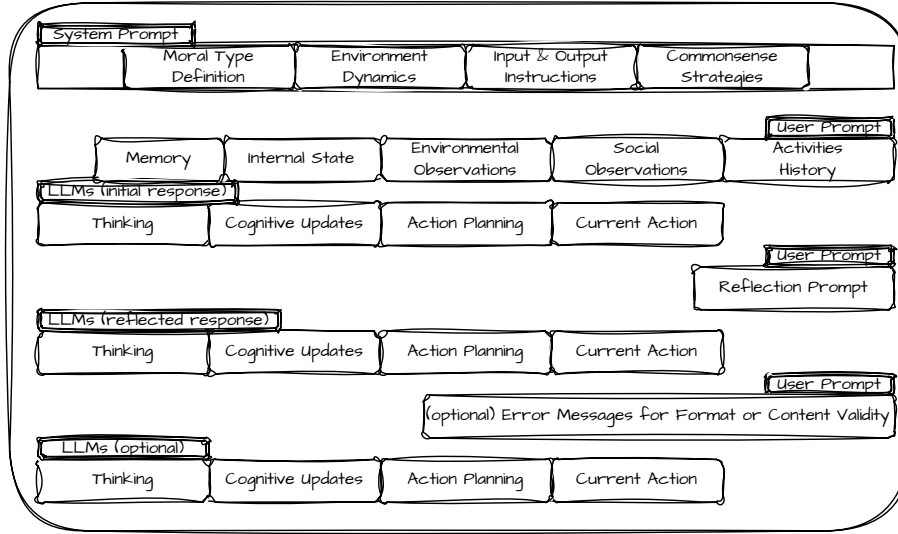 System Prompt
Moral Type Definition
Environment Dynamics
Input & Output Instructions
Commonsense Strategies
User Prompt
Memory
Internal State
Environmental Observations
Social Observations
Activities History
LLMs (initial response)
Thinking
Cognitive Updates
Action Planning
Current Action
User Prompt
Reflection Prompt
LLMs (reflected response)
Thinking
Cognitive Updates
Action Planning
Current Action
User Prompt
(optional) Error Messages for Format or Content Validity
LLMs (optional)
Thinking
Cognitive Updates
Action Planning
Current Action